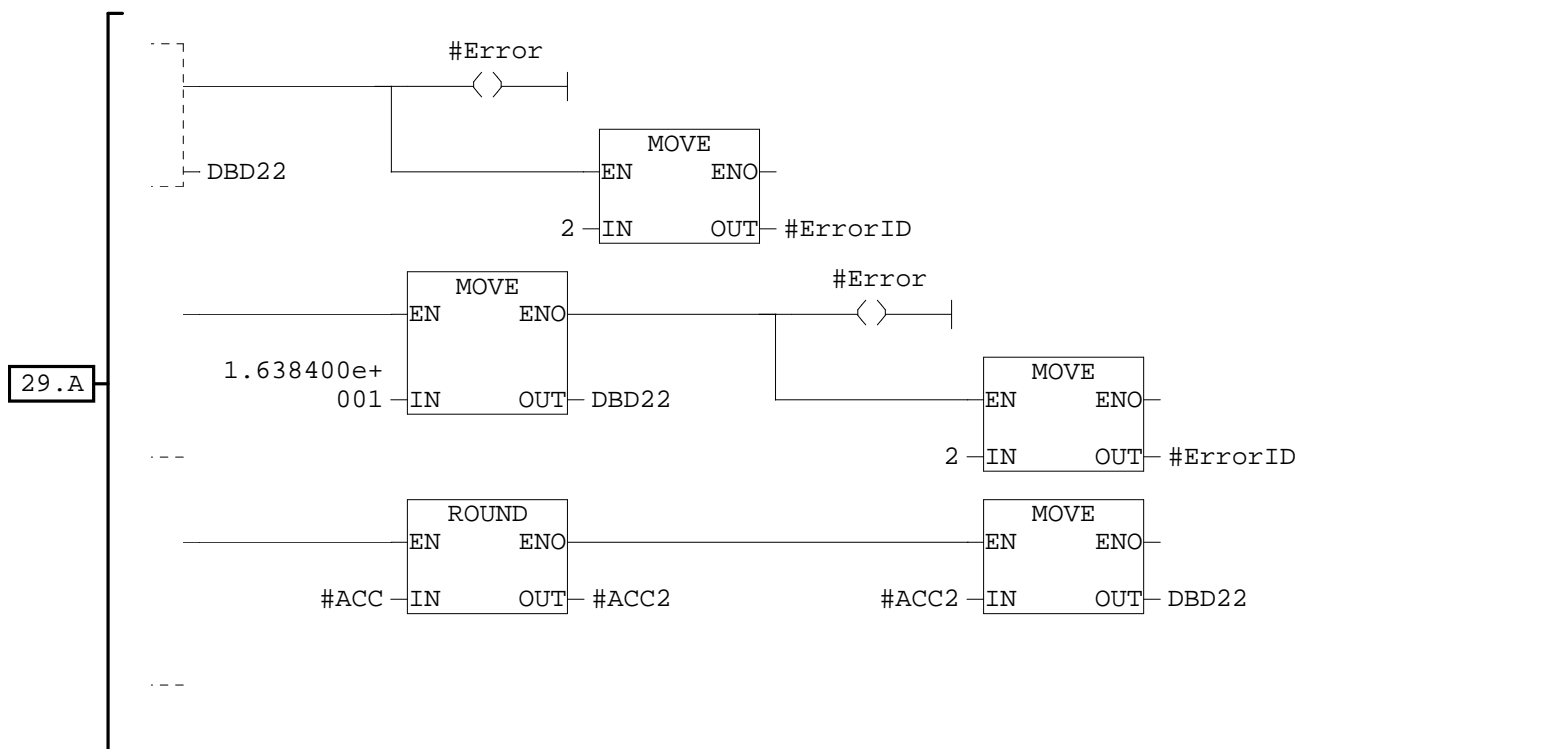 #Error
MOVE
DBD22 EN ENO
2 IN OUT #ErrorID
#Error
MOVE
EN ENO
1.638400e+
MOVE
29.A
001 IN OUT DBD22 EN ENO
2 IN OUT #ErrorID
ROUND MOVE
EN ENO EN ENO
#ACC IN OUT #ACC2 #ACC2 IN OUT DBD22